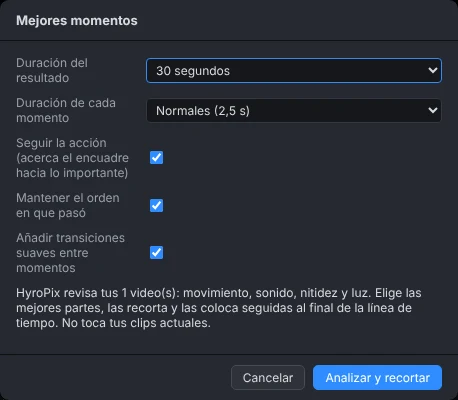 Mejores momentos
Duración del
resultado
30 segundos
Duración de cada
momento
Normales (2,5 s)
Seguir la acción
(acerca el encuadre
hacia lo importante)
Mantener el orden
en que pasó
Añadir transiciones
suaves entre
momentos
HyroPix revisa tus 1 video(s): movimiento, sonido, nitidez y luz. Elige las
mejores partes, las recorta y las coloca seguidas al final de la línea de
tiempo. No toca tus clips actuales.
Cancelar
Analizar y recortar